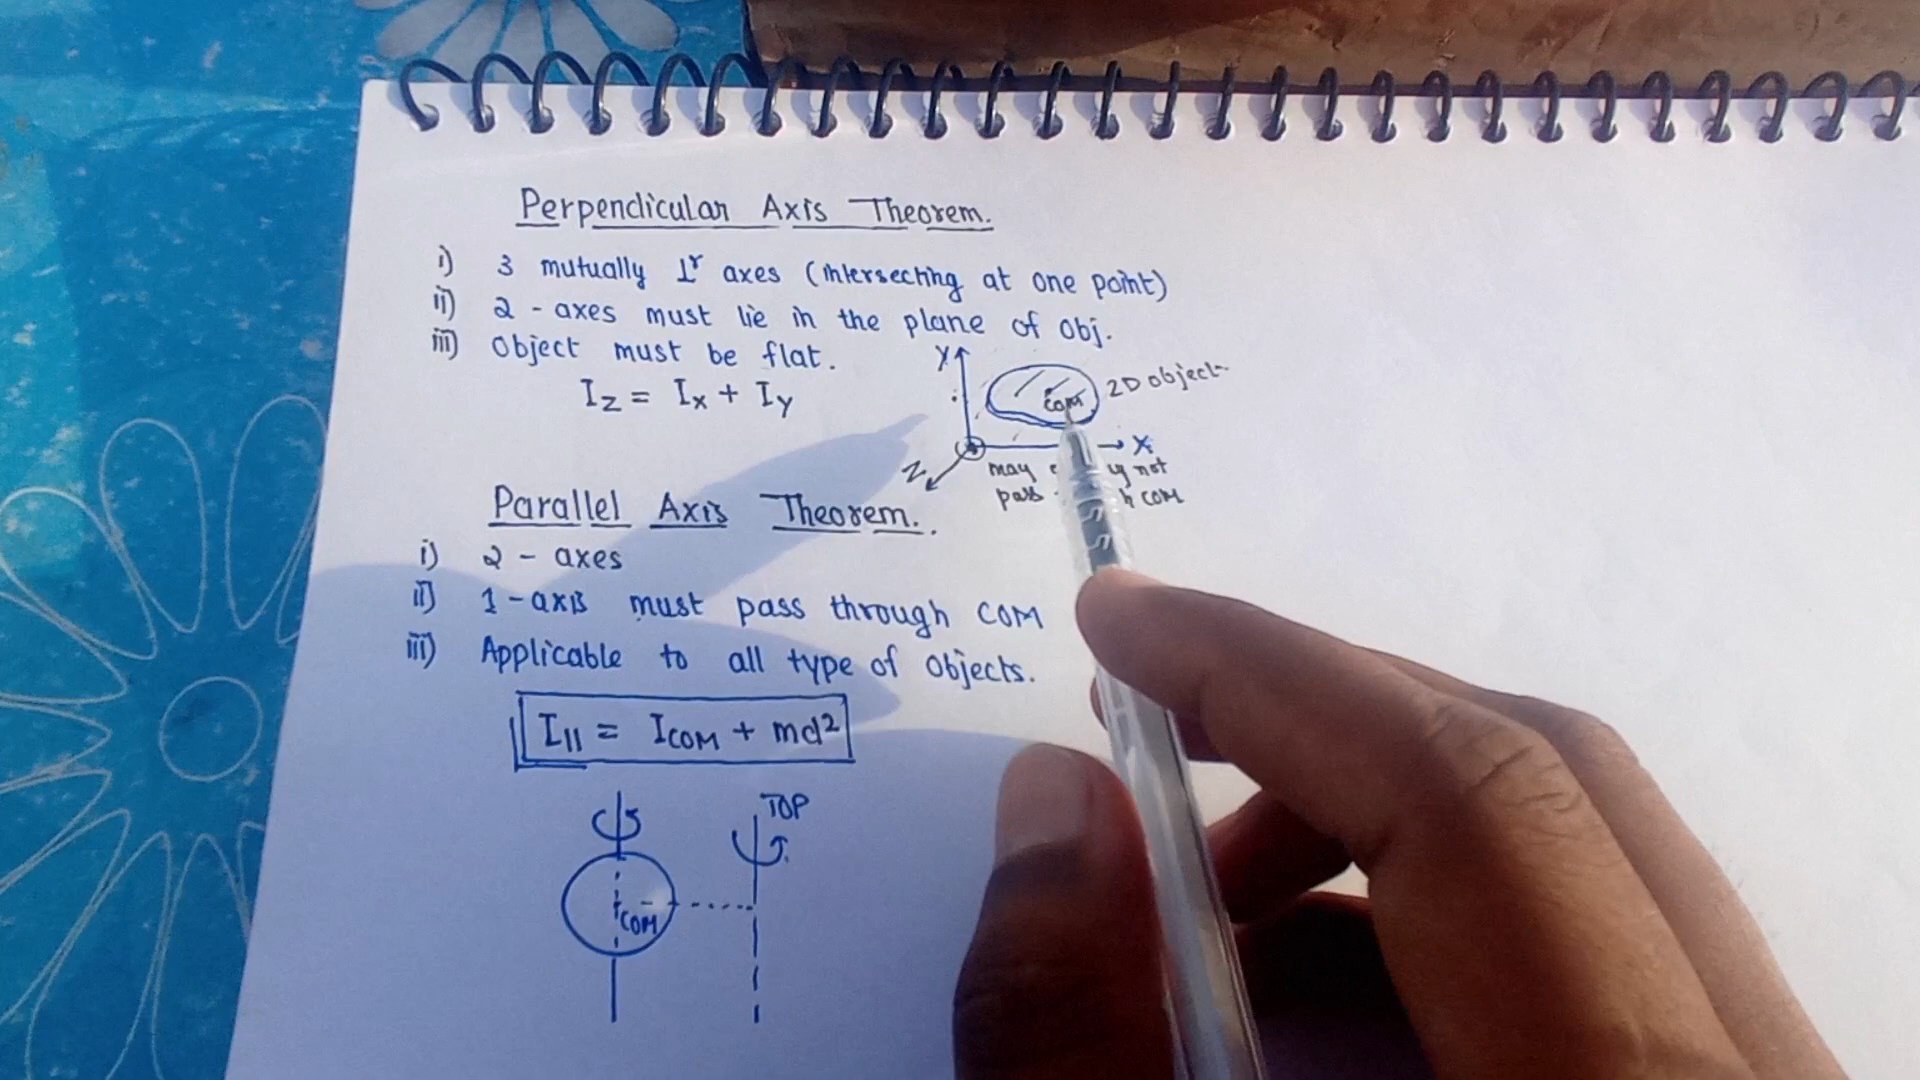 Perpendicular Axis Theorem.
i) 3 mutually ⊥r axes (intersecting at one point)
ii) 2 - axes must lie in the plane of obj.
iii) Object must be flat.
Iz = Ix + Iy
Y
COM
2D object
X
Z
may not
pass COM
Parallel Axis Theorem.
i) 2 - axes
ii) 1 - axis must pass through COM
iii) Applicable to all type of Objects.
I|| = ICOM + md²
TOP
COM